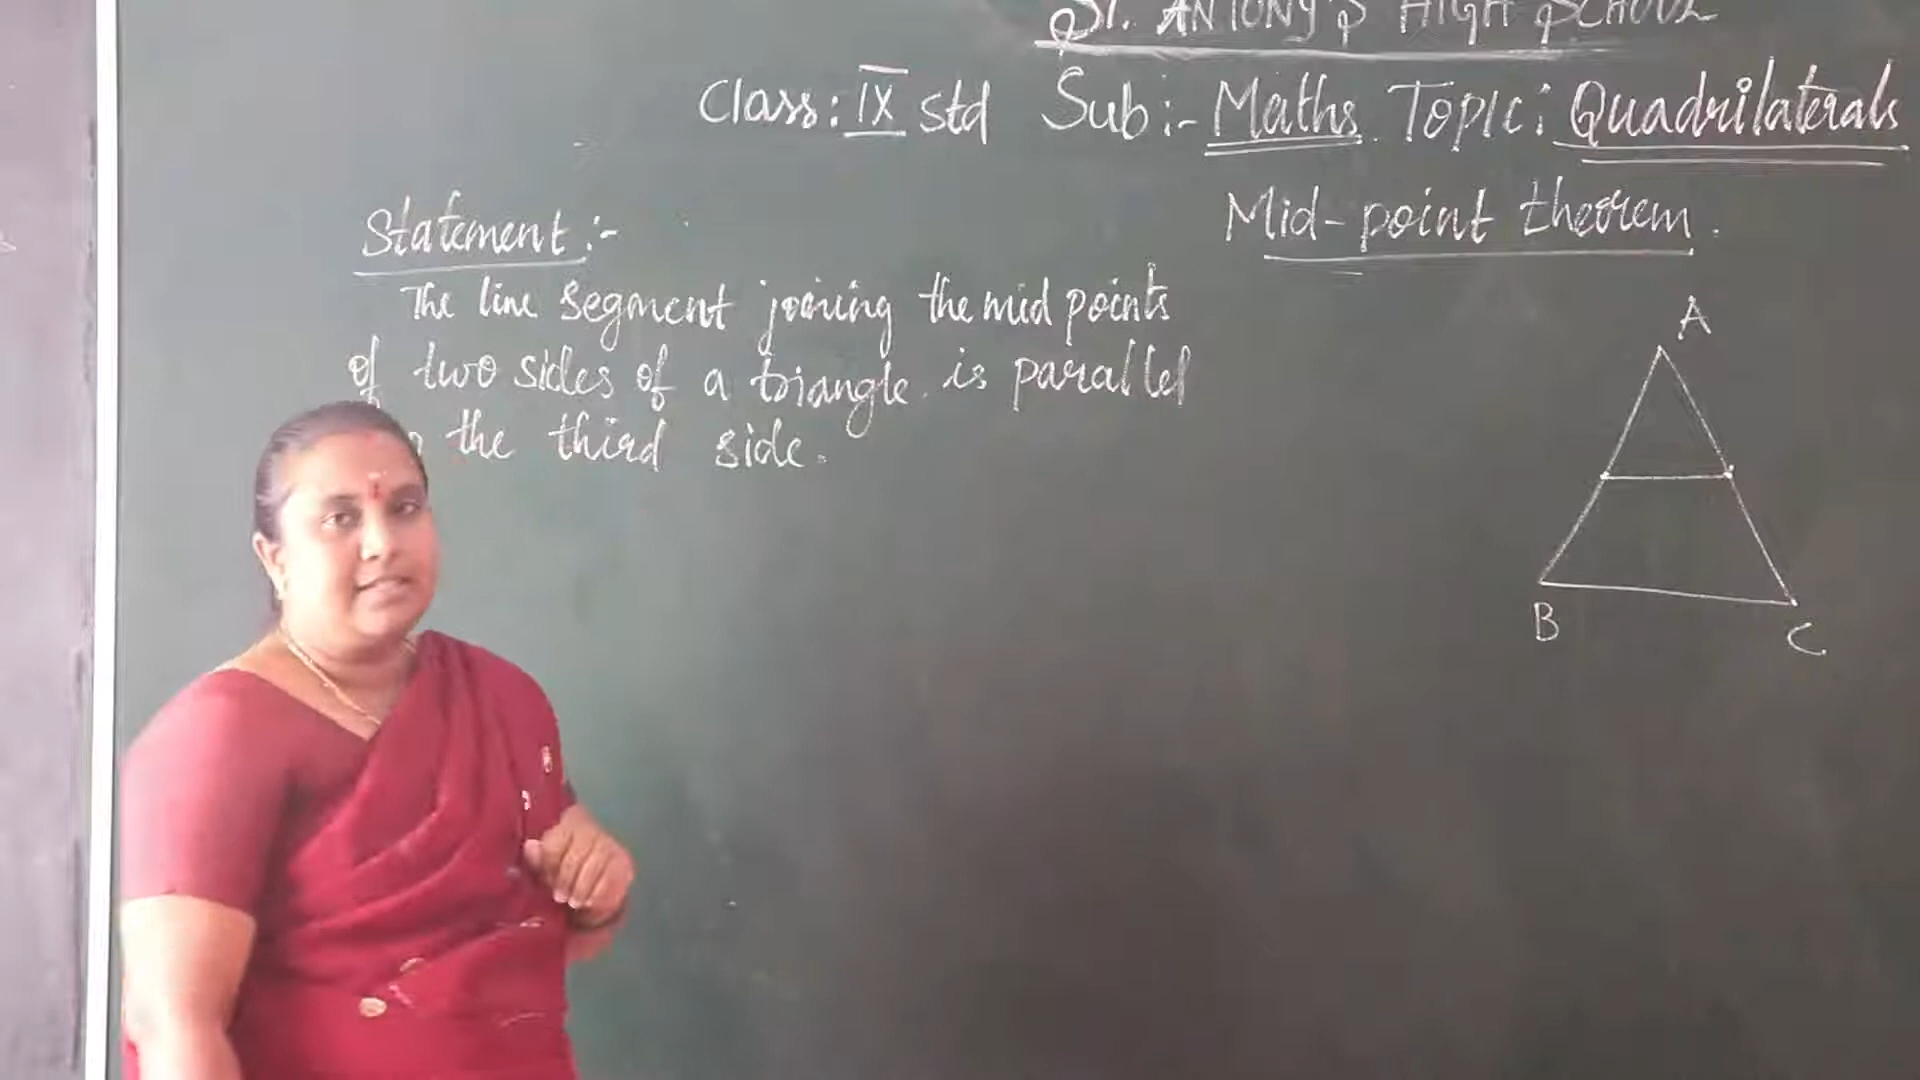 ST. ANTONY'S HIGH SCHOOL
Class: IX std Sub:- Maths. Topic: Quadrilaterals
Mid-point theorem.
Statement:-
The line segment joining the mid points
of two sides of a triangle. is parallel
the third side.
A
B
C